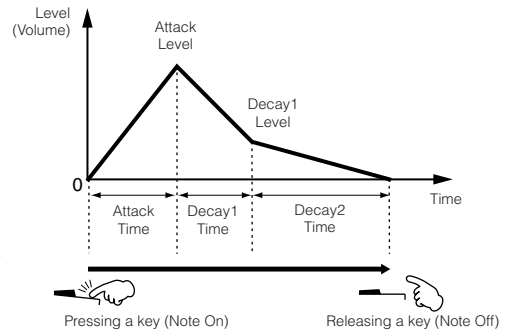 Level
(Volume)
Attack
Level
Decay1
Level
0
Time
Attack
Time
Decay1
Time
Decay2
Time
Pressing a key (Note On)
Releasing a key (Note Off)